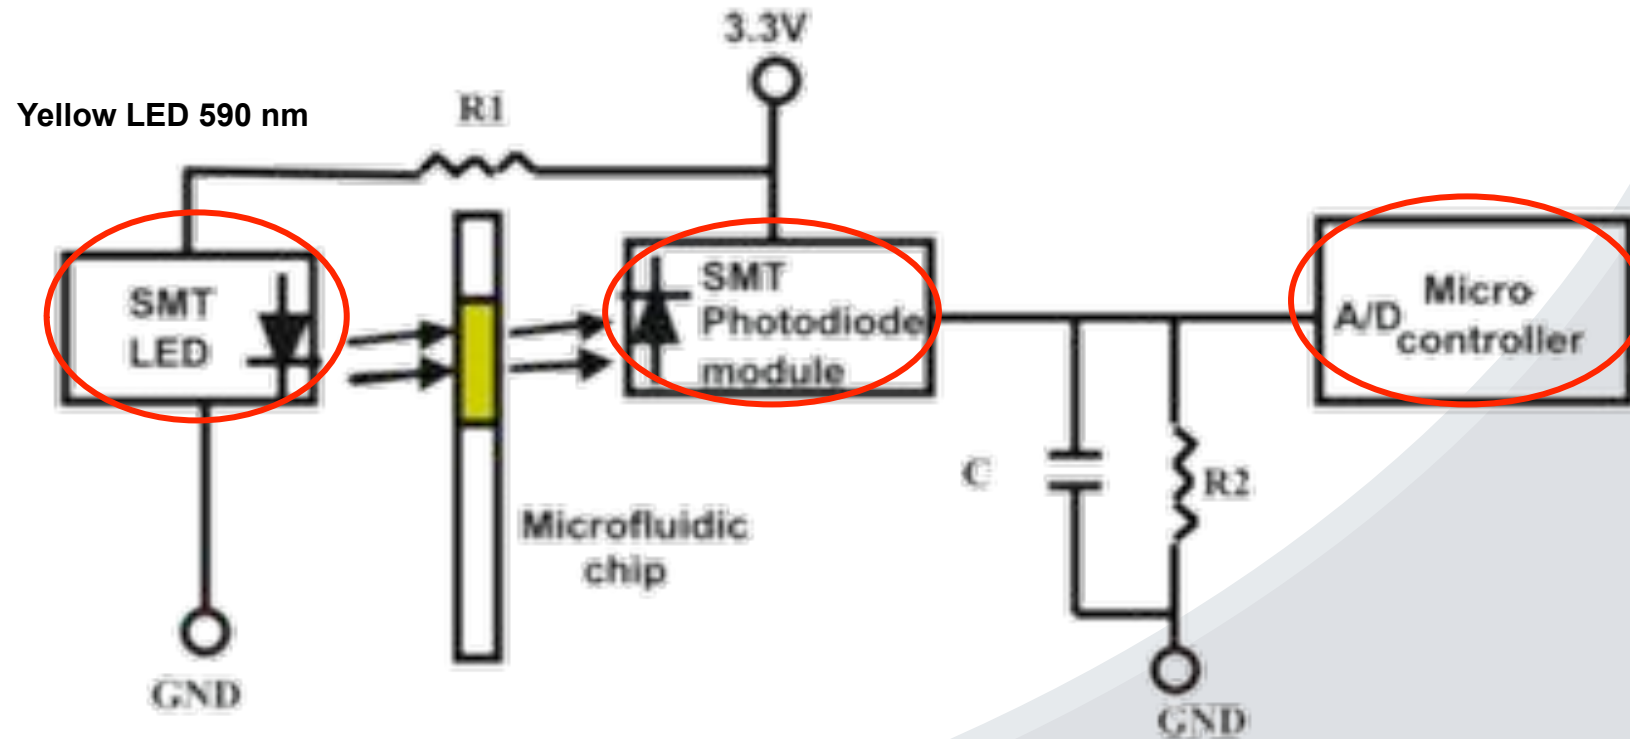 3.3V
Yellow LED 590 nm
R1
SMT
LED
SMT
Photodiode
module
A/D
Micro-
controller
C
R2
Microfluidic
chip
GND
GND